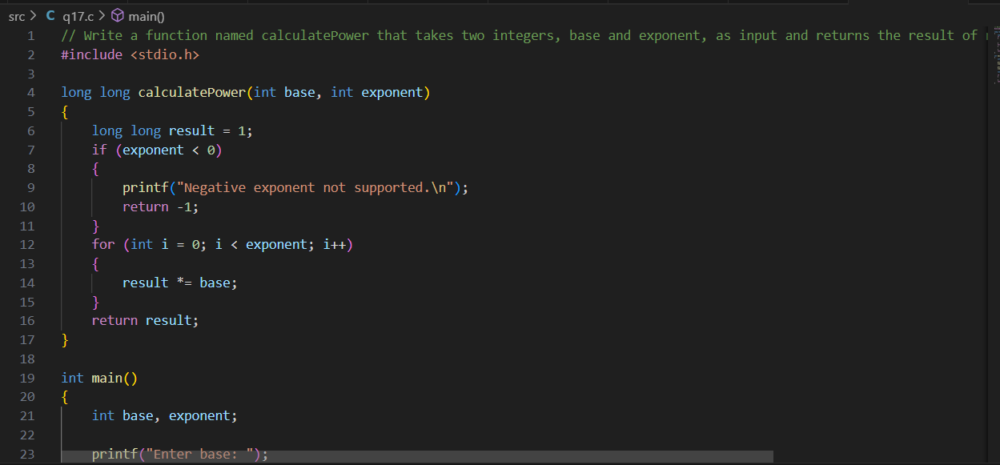 src > C q17.c > main()
1 // Write a function named calculatePower that takes two integers, base and exponent, as input and returns the result of
2 #include <stdio.h>
3
4 long long calculatePower(int base, int exponent)
5 {
6     long long result = 1;
7     if (exponent < 0)
8     {
9         printf("Negative exponent not supported.\n");
10         return -1;
11     }
12     for (int i = 0; i < exponent; i++)
13     {
14         result *= base;
15     }
16     return result;
17 }
18
19 int main()
20 {
21     int base, exponent;
22
23     printf("Enter base: ");